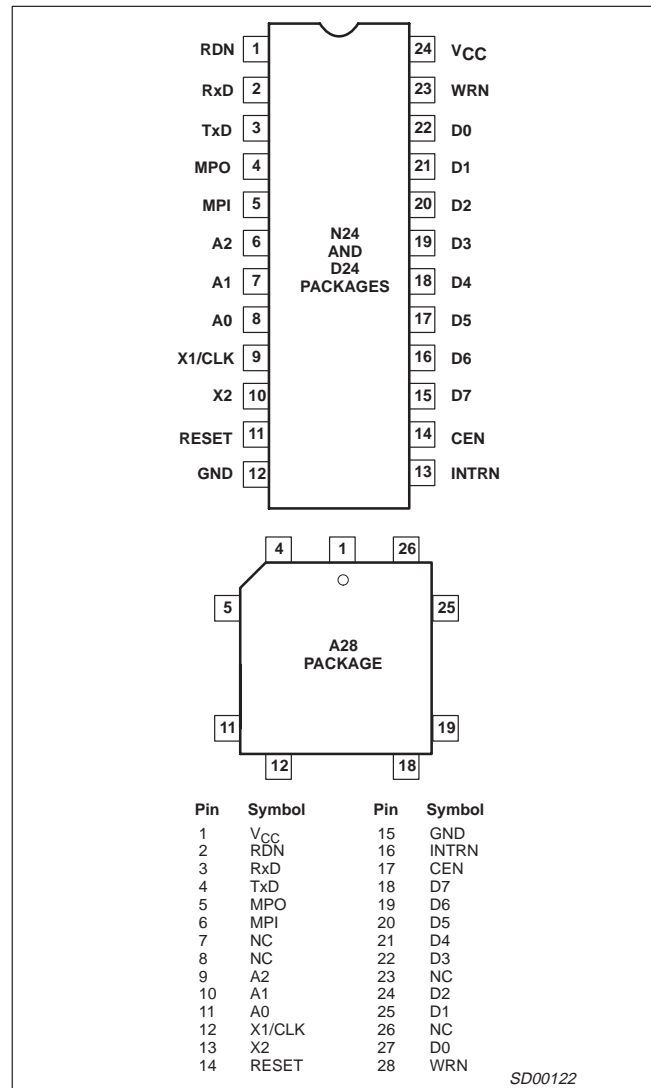 RDN 1 24 VCC
RxD 2 23 WRN
TxD 3 22 D0
MPO 4 21 D1
MPI 5 20 D2
A2 6 19 D3
A1 7 18 D4
A0 8 17 D5
X1/CLK 9 16 D6
X2 10 15 D7
RESET 11 14 CEN
GND 12 13 INTRN
N24
AND
D24
PACKAGES
4 1 26
5 25
A28
PACKAGE
11 19
12 18
Pin Symbol Pin Symbol
1 VCC 15 GND
2 RDN 16 INTRN
3 RxD 17 CEN
4 TxD 18 D7
5 MPO 19 D6
6 MPI 20 D5
7 NC 21 D4
8 NC 22 D3
9 A2 23 NC
10 A1 24 D2
11 A0 25 D1
12 X1/CLK 26 NC
13 X2 27 D0
14 RESET 28 WRN
SD00122